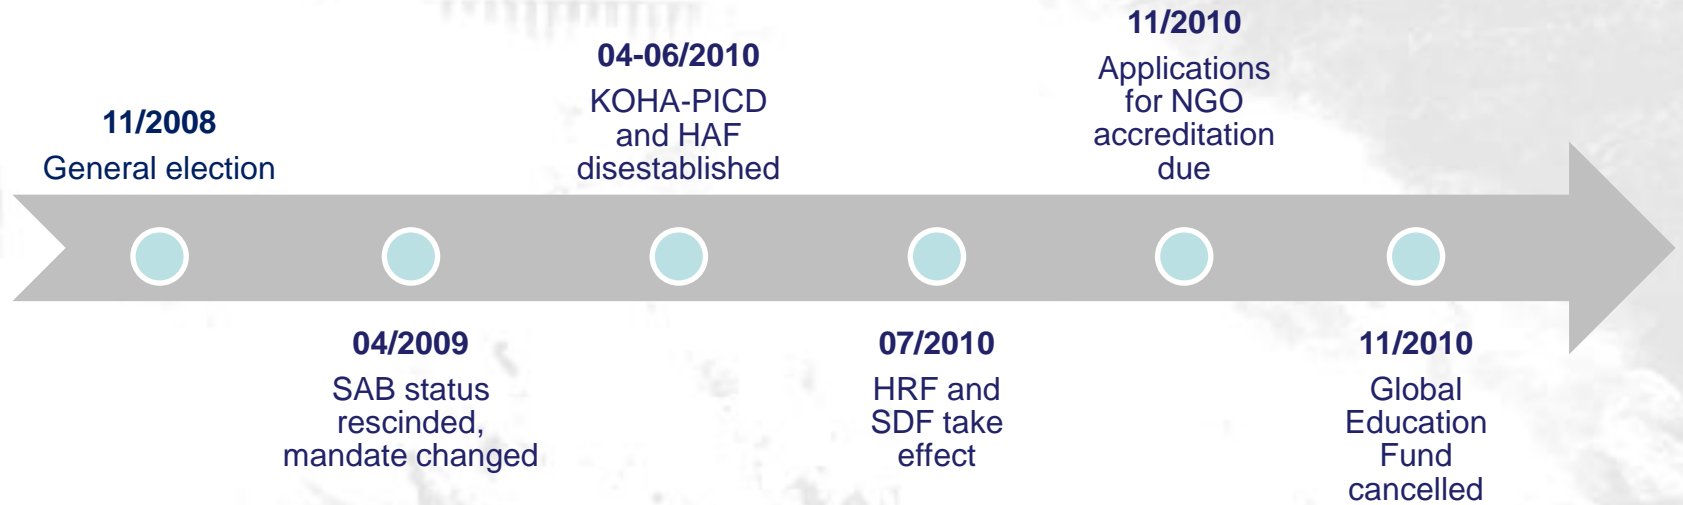 11/2008
General election
04/2009
SAB status
rescinded,
mandate changed
04-06/2010
KOHA-PICD
and HAF
disestablished
07/2010
HRF and
SDF take
effect
11/2010
Applications
for NGO
accreditation
due
11/2010
Global
Education
Fund
cancelled